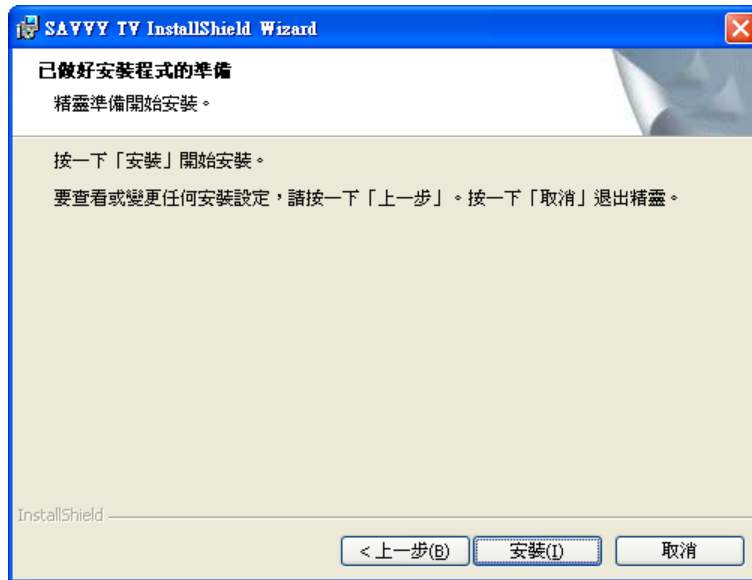 SAVVY TV InstallShield Wizard
已做好安裝程式的準備
精靈準備開始安裝。
按一下「安裝」開始安裝。
要查看或變更任何安裝設定，請按一下「上一步」。按一下「取消」退出精靈。
InstallShield
< 上一步(B)
安裝(I)
取消